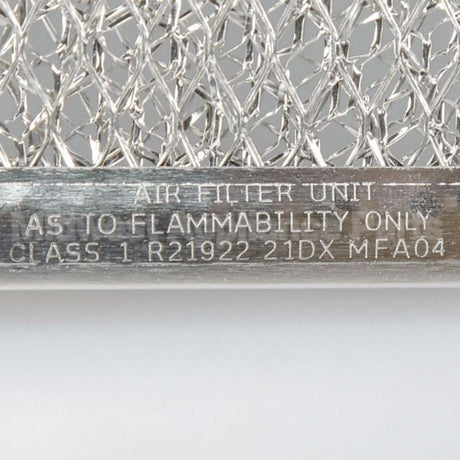 AIR FILTER UNIT
AS TO FLAMMABILITY ONLY
CLASS 1 R21922 21DX MFA04